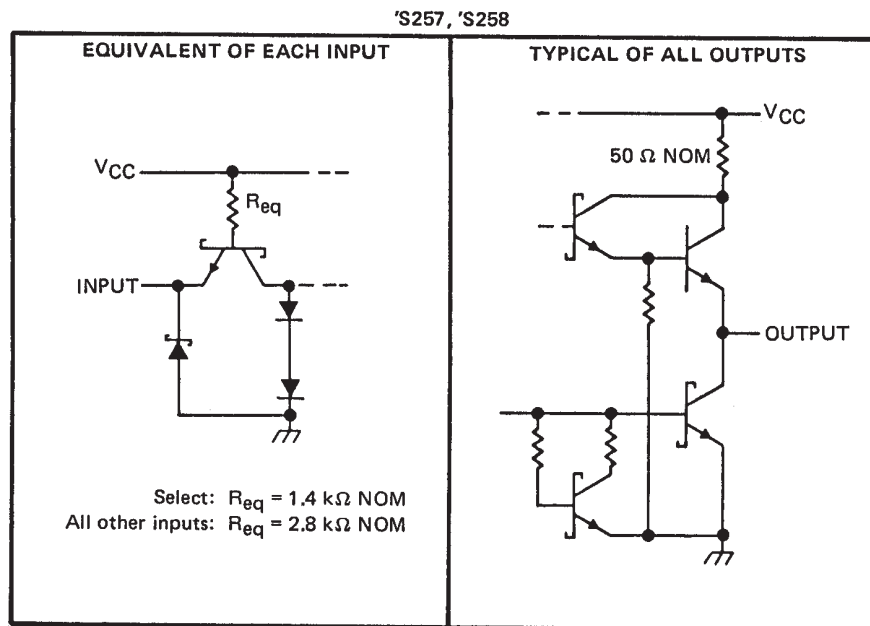 'S257, 'S258
EQUIVALENT OF EACH INPUT
VCC
Req
INPUT
Select: Req = 1.4 kΩ NOM
All other inputs: Req = 2.8 kΩ NOM
TYPICAL OF ALL OUTPUTS
VCC
50 Ω NOM
OUTPUT